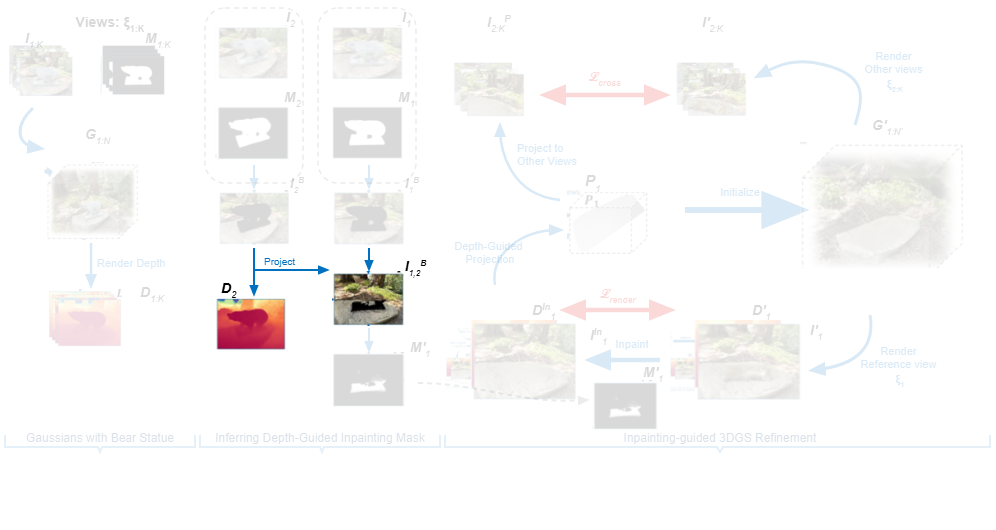 Views: ξ1:K
I1:K
M1:K
G1:N
Render Depth
D1:K
Gaussians with Bear Statue
I2
I1
M2
M1
I2B
I1B
Project
I1,2B
D2
M'1
Inferring Depth-Guided Inpainting Mask
I2:KP
I'2:K
ℒcross
Render
Other views
ξ2:K
G'1:N'
Project to
Other Views
P1
P1
Initialize
Depth-Guided
Projection
ℒrender
D1In
D'1
I1In
I'1
Inpaint
M'1
Render
Reference view
ξ1
Inpainting-guided 3DGS Refinement